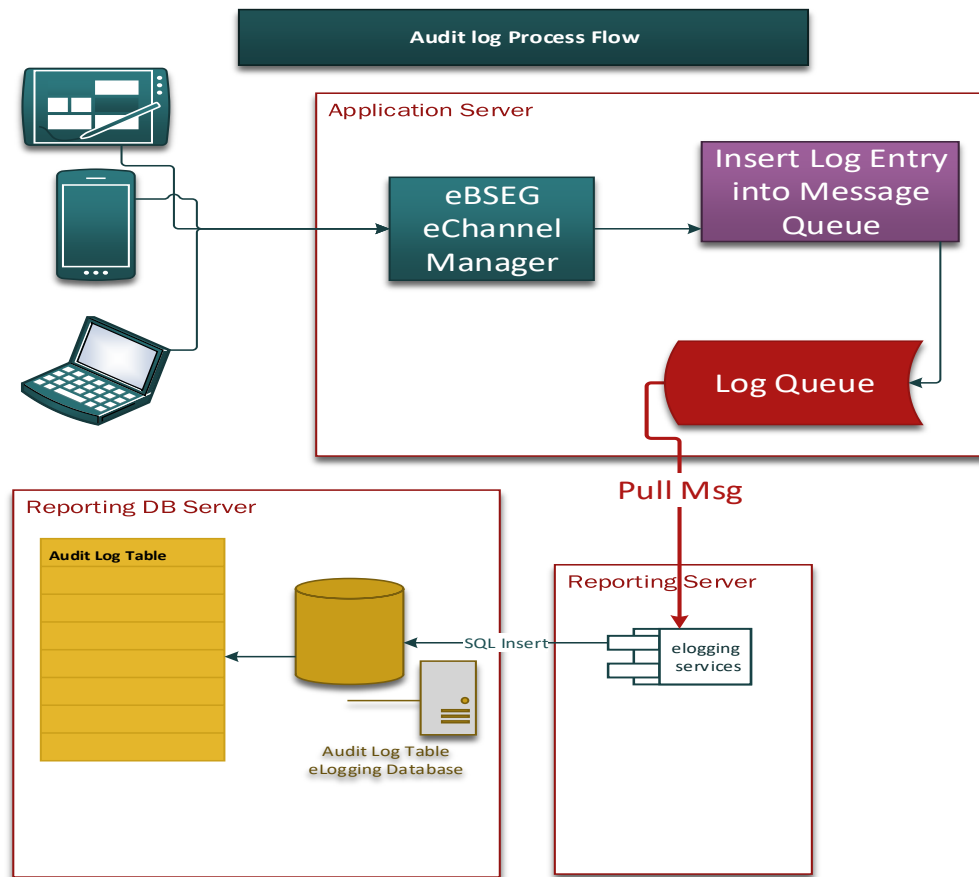 Audit log Process Flow
Application Server
eBSEG
eChannel
Manager
Insert Log Entry
into Message
Queue
Log Queue
Pull Msg
Reporting DB Server
Audit Log Table
Reporting Server
SQL Insert
elogging
services
Audit Log Table
eLogging Database